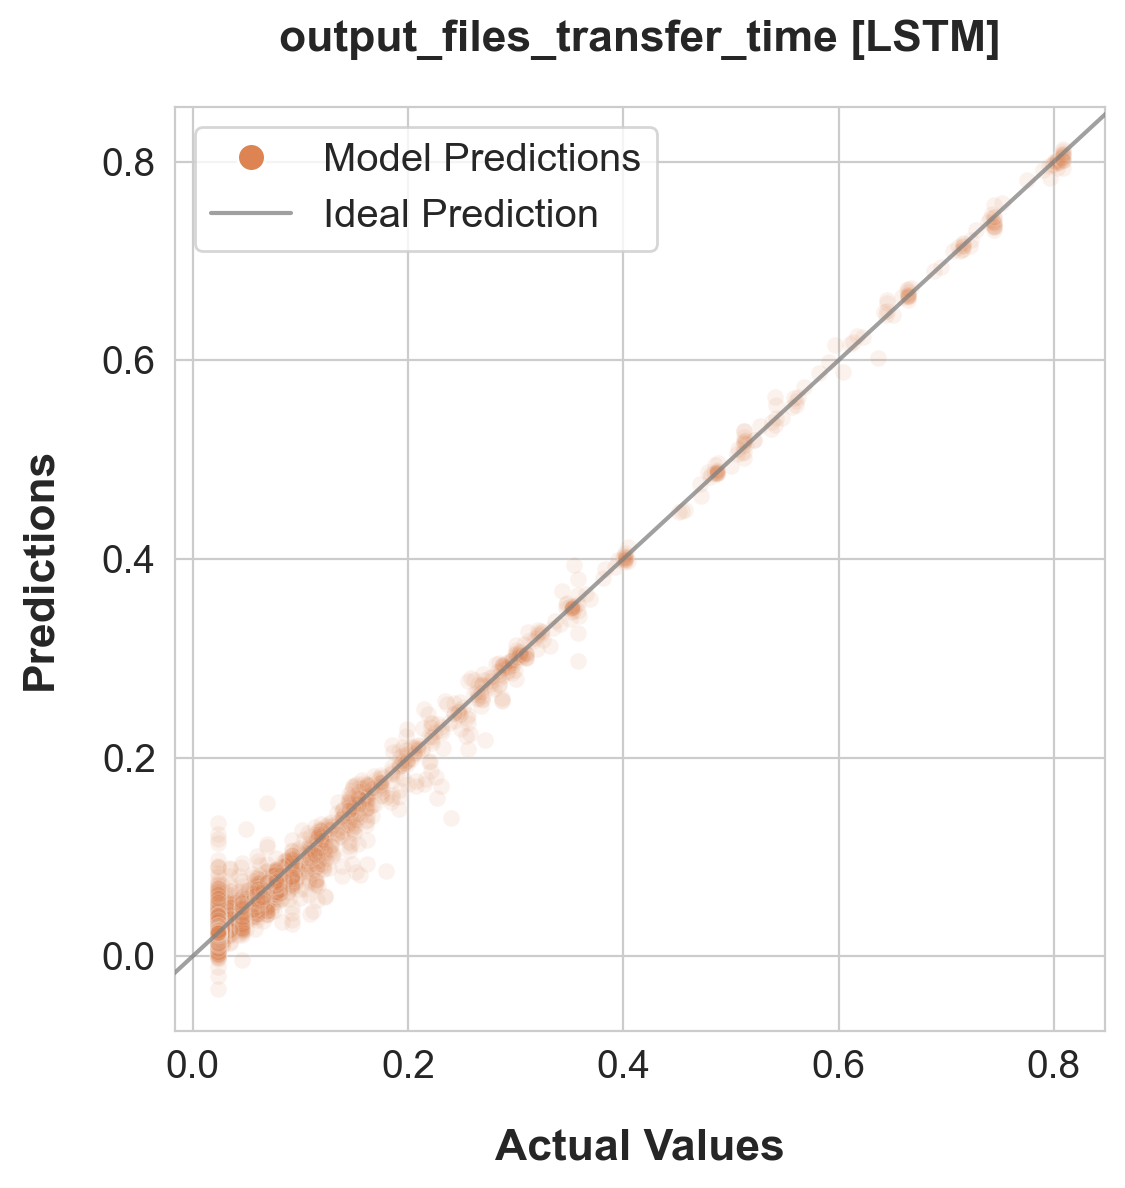 output_files_transfer_time [LSTM]
Model Predictions
Ideal Prediction
0.8
0.6
0.4
0.2
0.0
Predictions
0.0 0.2 0.4 0.6 0.8
Actual Values